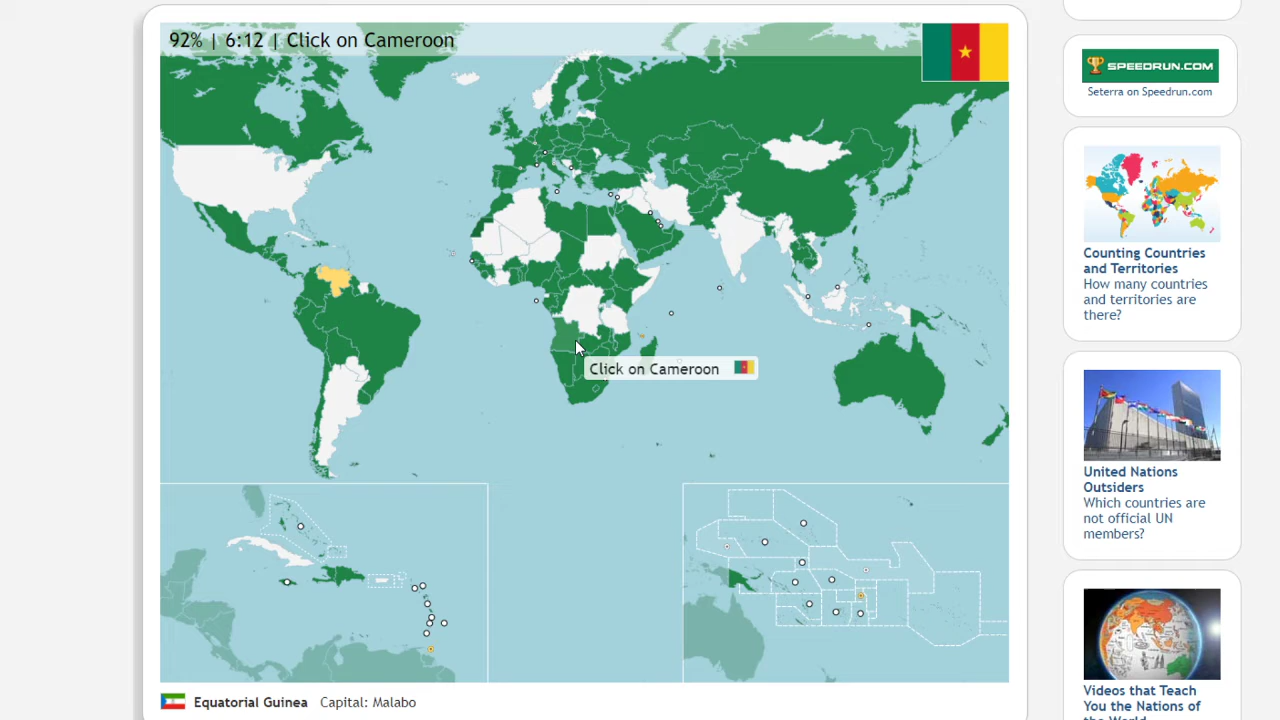 92% | 6:12 | Click on Cameroon
Click on Cameroon
Equatorial Guinea Capital: Malabo
SPEEDRUN.COM
Seterra on Speedrun.com
Counting Countries
and Territories
How many countries
and territories are
there?
United Nations
Outsiders
Which countries are
not official UN
members?
Videos that Teach
You the Nations of
the World